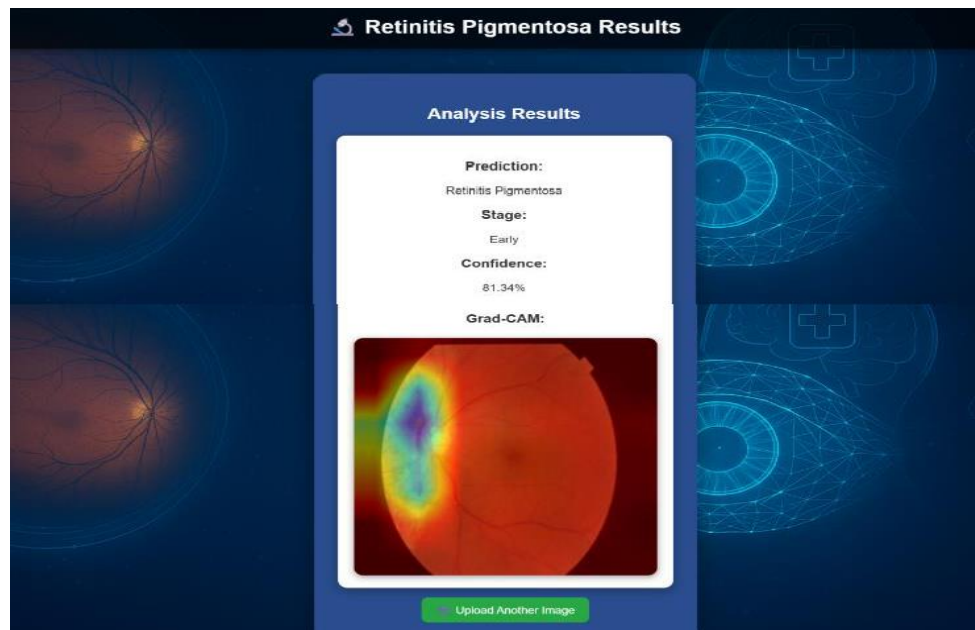 Retinitis Pigmentosa Results
Analysis Results
Prediction:
Retinitis Pigmentosa
Stage:
Early
Confidence:
81.34%
Grad-CAM:
Upload Another Image